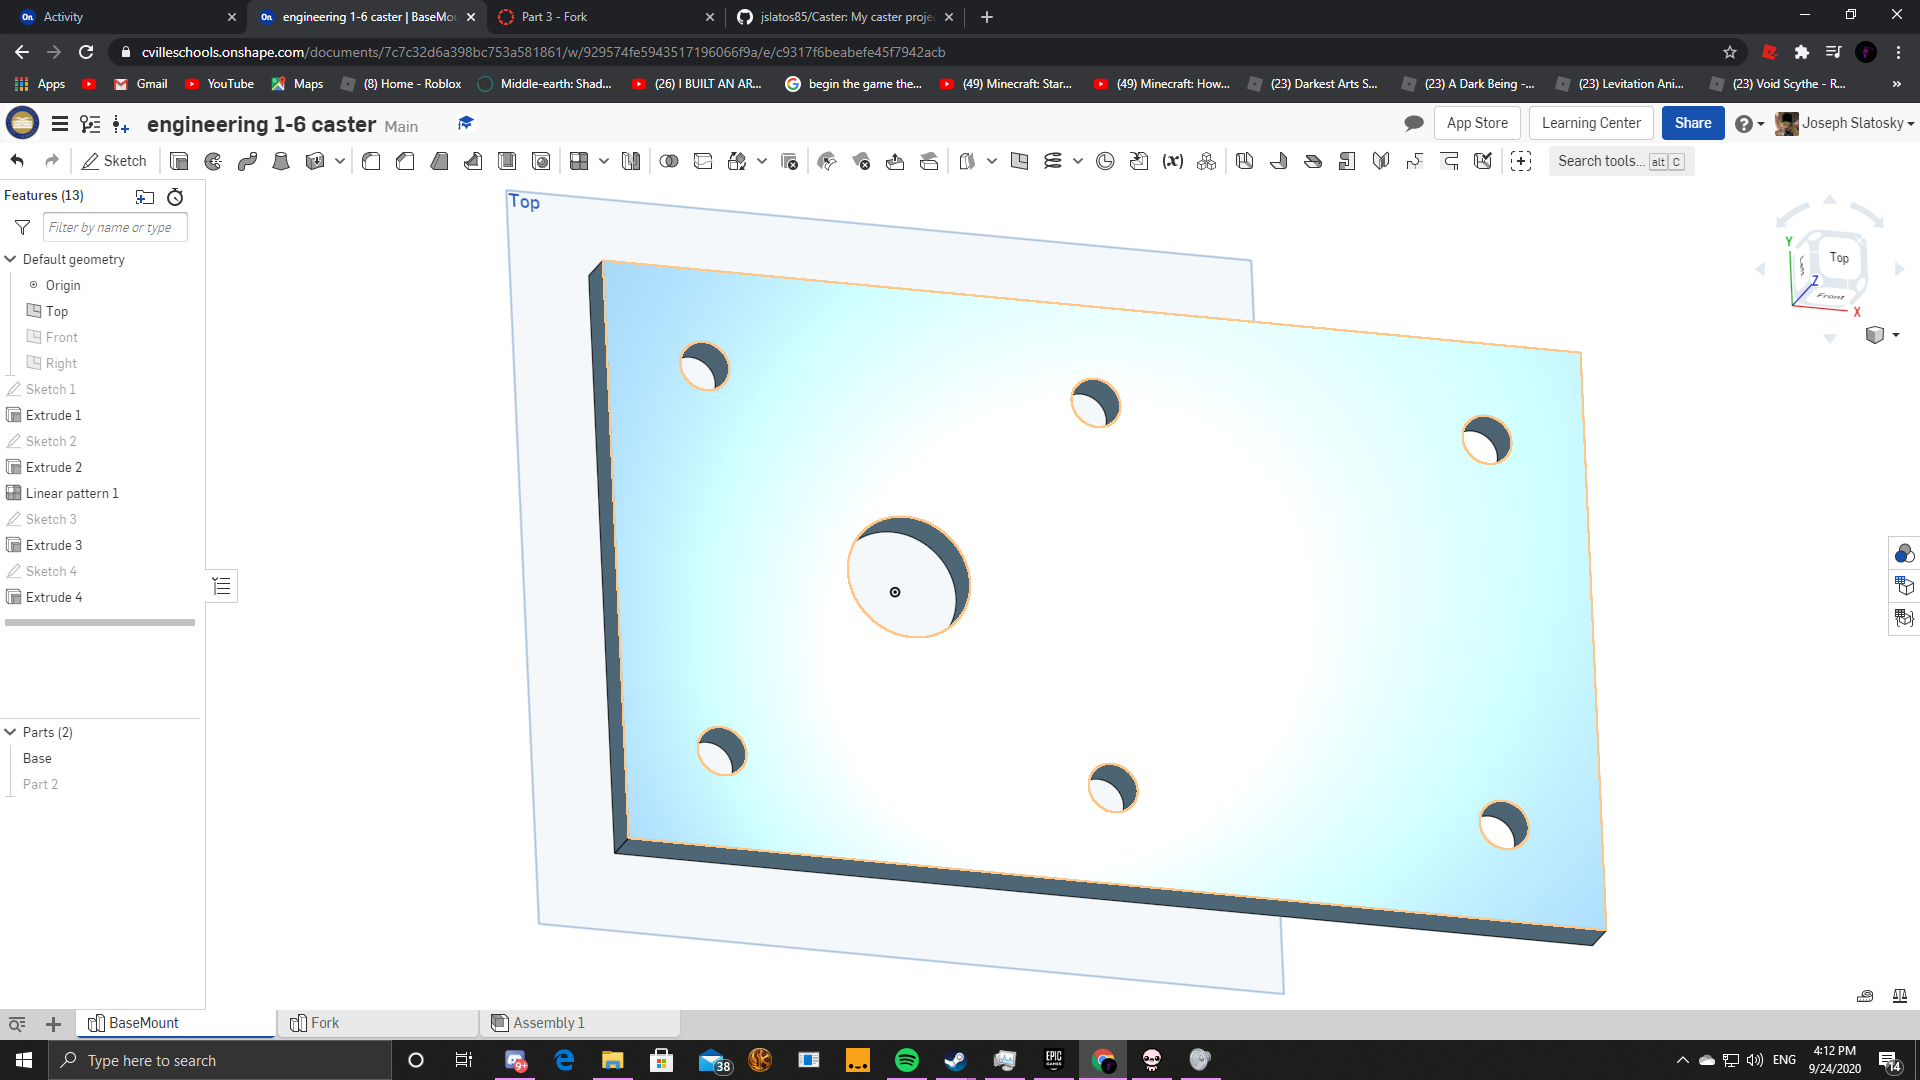 Activity
engineering 1-6 caster | BaseMou
Part 3 - Fork
jslatos85/Caster: My caster proje
cvilleschools.onshape.com/documents/7c7c32d6a398bc753a581861/w/929574fe5943517196066f9a/e/c9317f6beabefe45f7942acb
Apps
Gmail
YouTube
Maps
(8) Home - Roblox
Middle-earth: Shad...
(26) I BUILT AN AR...
begin the game the...
(49) Minecraft: Star...
(49) Minecraft: How...
(23) Darkest Arts S...
(23) A Dark Being -...
(23) Levitation Ani...
(23) Void Scythe - R...
»
engineering 1-6 caster Main
App Store
Learning Center
Share
Joseph Slatosky
Sketch
(x)
Search tools... alt C
Features (13)
Filter by name or type
Default geometry
Origin
Top
Front
Right
Sketch 1
Extrude 1
Sketch 2
Extrude 2
Linear pattern 1
Sketch 3
Extrude 3
Sketch 4
Extrude 4
Parts (2)
Base
Part 2
Top
Y
Top
Left
Z
Front
X
BaseMount
Fork
Assembly 1
Type here to search
9+
38
EPIC GAMES
ENG
4:12 PM
9/24/2020
14